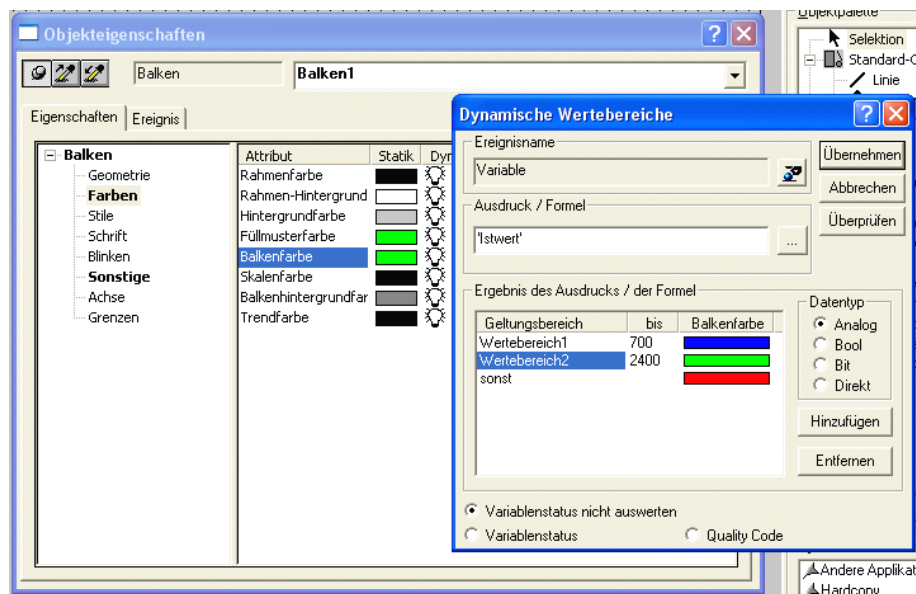 Objektpalette
Objekteigenschaften
Selektion
Standard-O
Linie
Balken
Balken1
Eigenschaften
Ereignis
Balken
Geometrie
Farben
Stile
Schrift
Blinken
Sonstige
Achse
Grenzen
Attribut Statik Dyn
Rahmenfarbe
Rahmen-Hintergrund
Hintergrundfarbe
Füllmusterfarbe
Balkenfarbe
Skalenfarbe
Balkenhintergrundfar
Trendfarbe
Dynamische Wertebereiche
Ereignisname
Variable
Übernehmen
Abbrechen
Überprüfen
Ausdruck / Formel
'Istwert'
...
Ergebnis des Ausdrucks / der Formel
Geltungsbereich bis Balkenfarbe
Wertebereich1 700
Wertebereich2 2400
sonst
Datentyp
Analog
Bool
Bit
Direkt
Hinzufügen
Entfernen
Variablenstatus nicht auswerten
Variablenstatus
Quality Code
Andere Applikat
Hardcopy